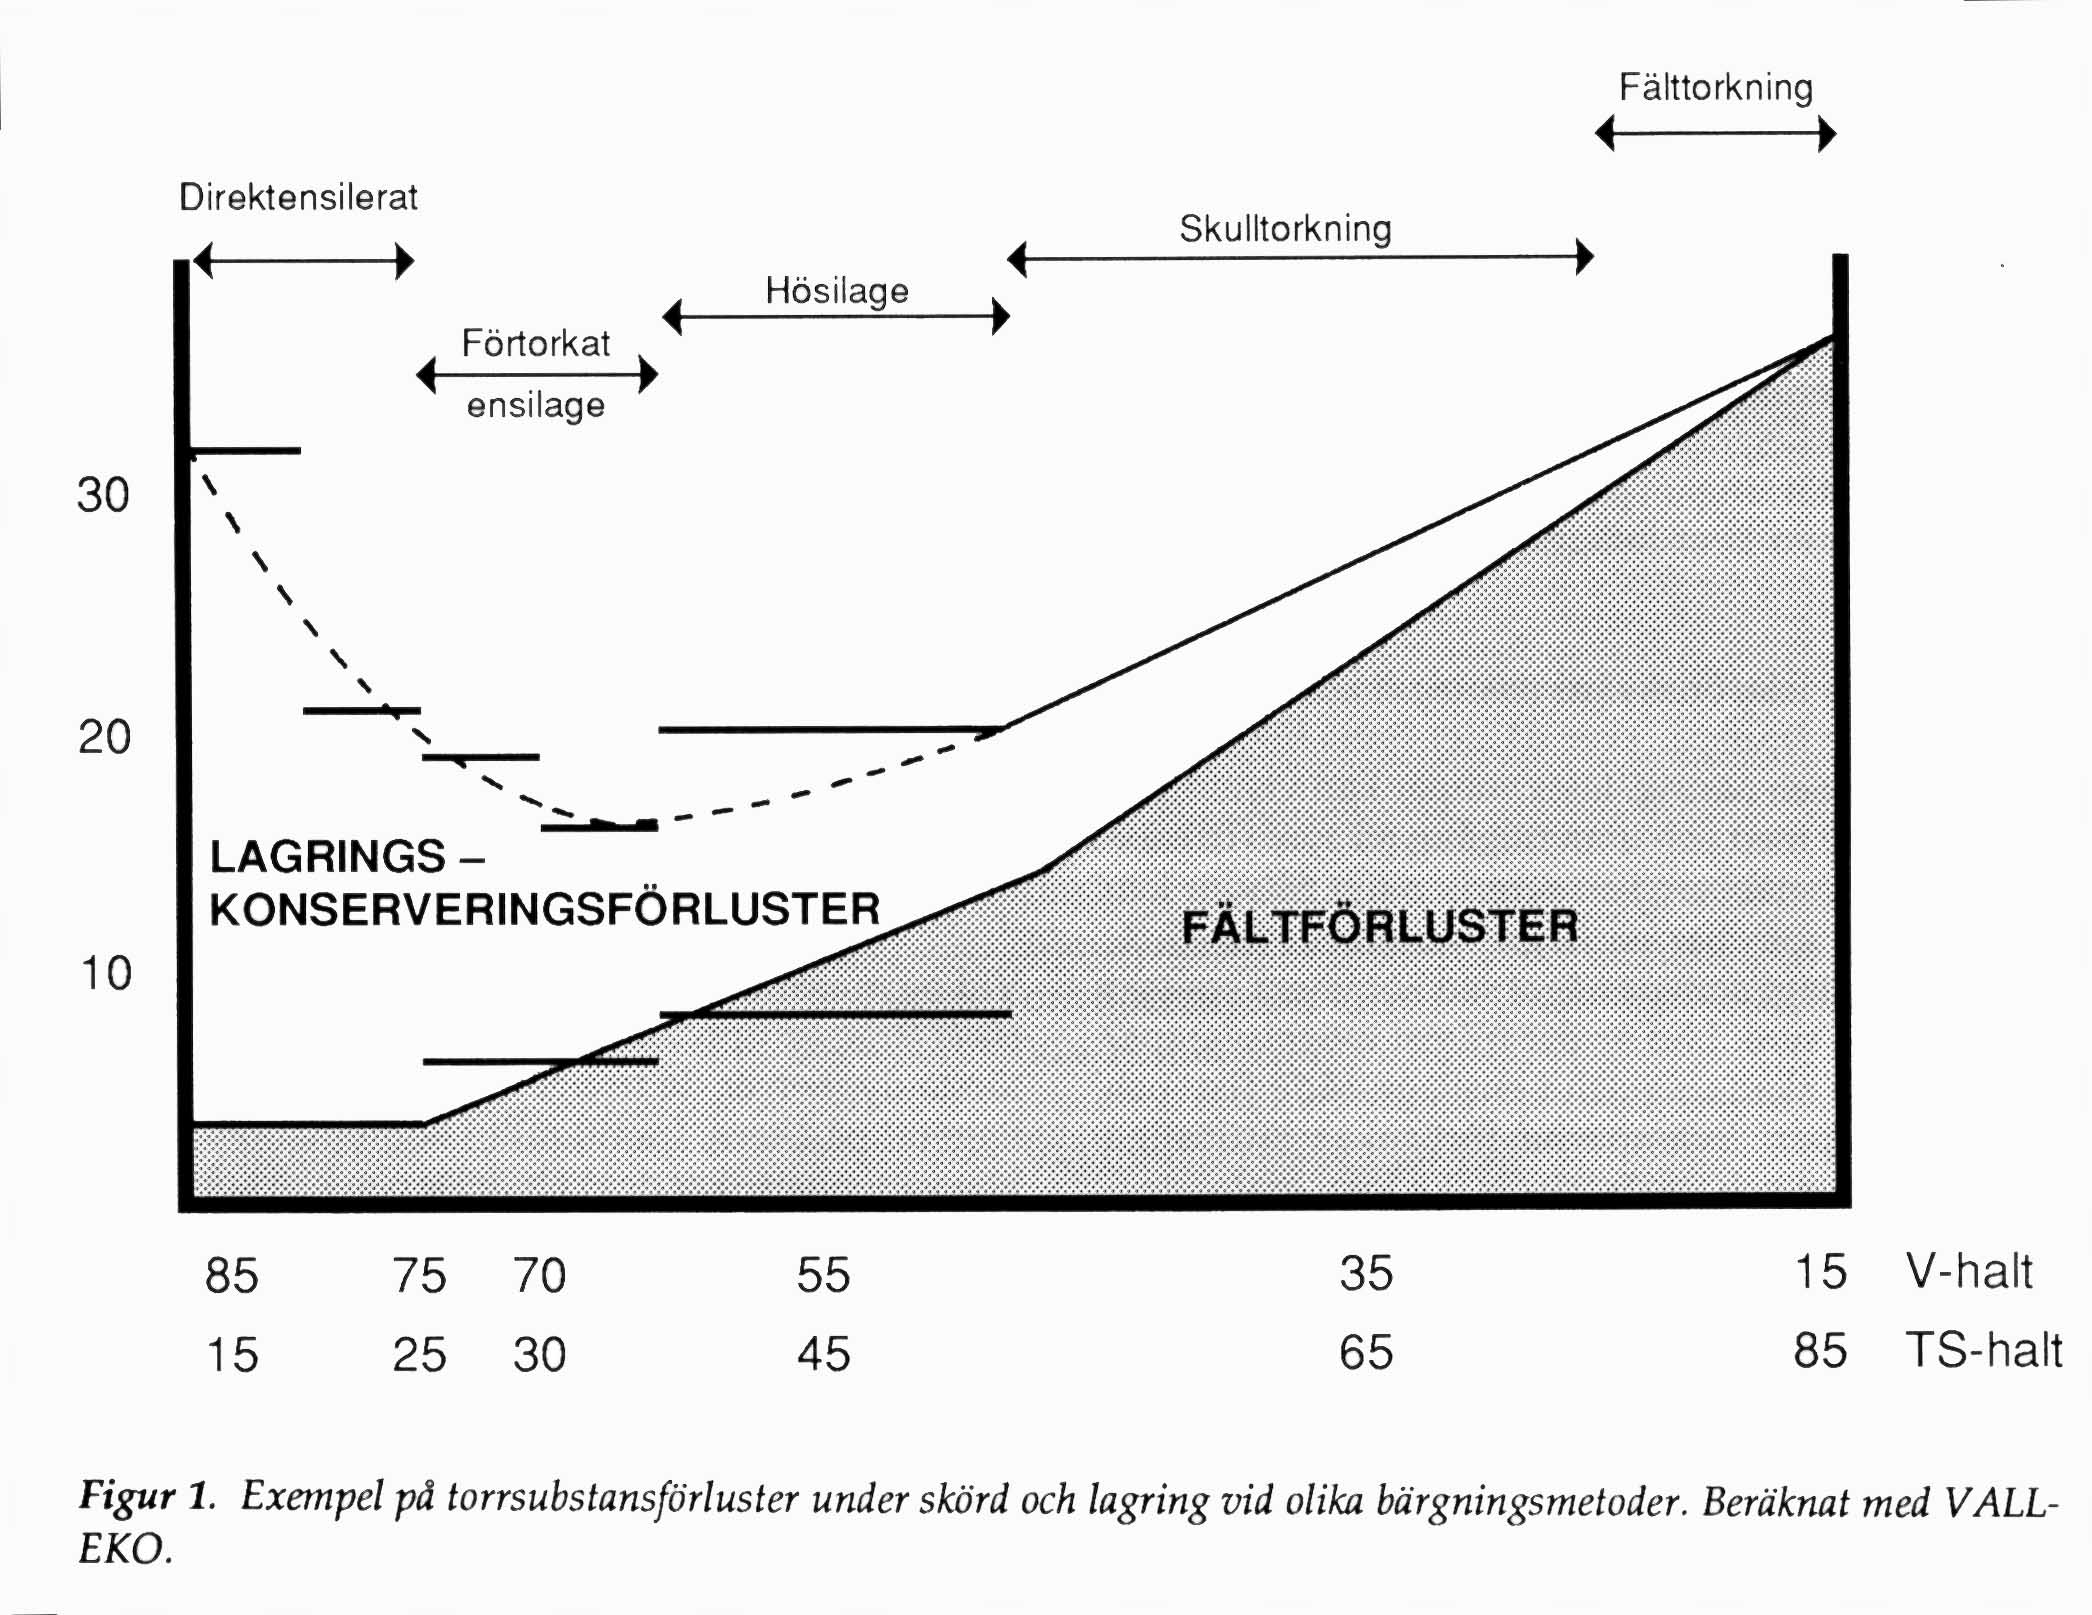 Fälttorkning
Direktensilerat
Skulltorkning
Hösilage
Förtorkat
ensilage
30
20
LAGRINGS –
KONSERVERINGSFÖRLUSTER
FÄLTFÖRLUSTER
10
85 75 70 55 35 15 V-halt
15 25 30 45 65 85 TS-halt
Figur 1. Exempel på torrsubstansförluster under skörd och lagring vid olika bärgningsmetoder. Beräknat med VALL-
EKO.